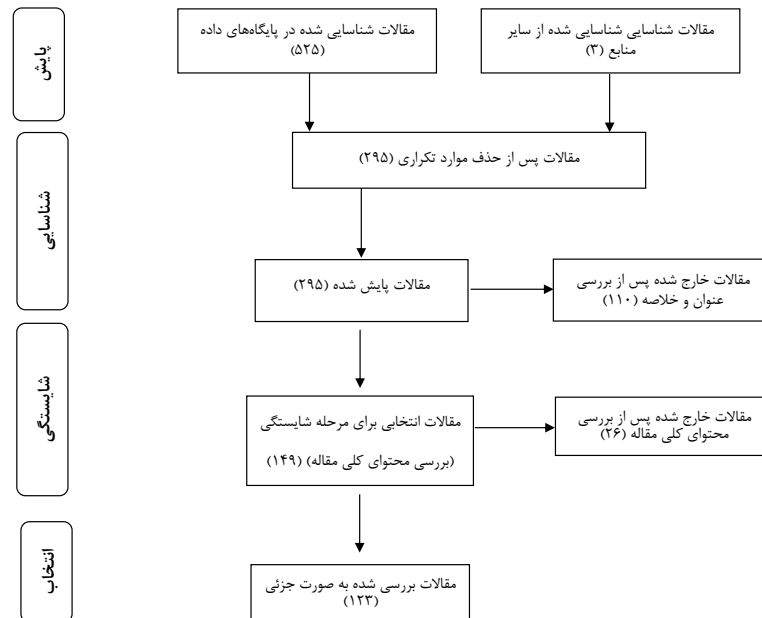 پایش
مقالات شناسایی شناسایی شده از سایر
منابع (۳)
مقالات شناسایی شده در پایگاه‌های داده
(۵۲۵)
شناسایی
مقالات پس از حذف موارد تکراری (۲۹۵)
مقالات پایش شده (۲۹۵)
مقالات خارج شده پس از بررسی
عنوان و خلاصه (۱۱۰)
شایستگی
مقالات انتخابی برای مرحله شایستگی
(بررسی محتوای کلی مقاله) (۱۴۹)
مقالات خارج شده پس از بررسی
محتوای کلی مقاله (۲۶)
انتخاب
مقالات بررسی شده به صورت جزئی
(۱۲۳)